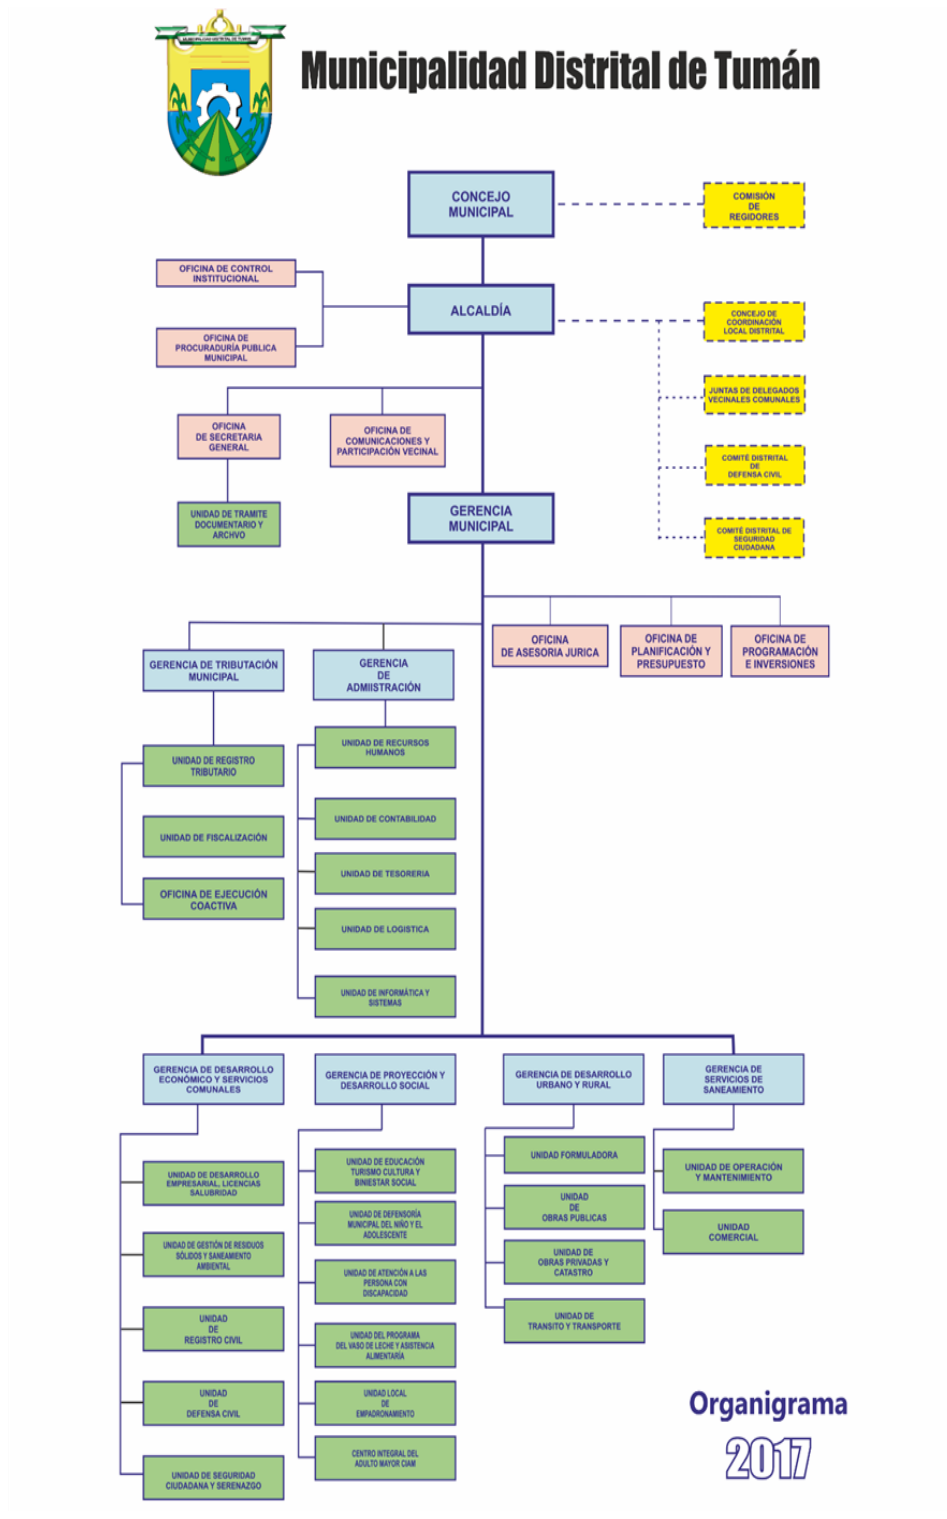 MUNICIPALIDAD DISTRITAL DE TUMÁN
Municipalidad Distrital de Tumán
CONCEJO
MUNICIPAL
COMISIÓN
DE
REGIDORES
OFICINA DE CONTROL
INSTITUCIONAL
ALCALDÍA
CONCEJO DE
COORDINACIÓN
LOCAL DISTRITAL
OFICINA DE
PROCURADURÍA PUBLICA
MUNICIPAL
JUNTAS DE DELEGADOS
VECINALES COMUNALES
OFICINA
DE SECRETARIA
GENERAL
OFICINA DE
COMUNICACIONES Y
PARTICIPACIÓN VECINAL
COMITÉ DISTRITAL
DE
DEFENSA CIVIL
UNIDAD DE TRAMITE
DOCUMENTARIO Y
ARCHVO
GERENCIA
MUNICIPAL
COMITÉ DISTRITAL DE
SEGURIDAD
CIUDADANA
OFICINA
DE ASESORIA JURICA
OFICINA DE
PLANIFICACIÓN Y
PRESUPUESTO
OFICINA DE
PROGRAMACIÓN
E INVERSIONES
GERENCIA DE TRIBUTACIÓN
MUNICIPAL
GERENCIA
DE
ADMIISTRACIÓN
UNIDAD DE REGISTRO
TRIBUTARIO
UNIDAD DE FISCALIZACIÓN
OFICINA DE EJECUCIÓN
COACTIVA
UNIDAD DE RECURSOS
HUMANOS
UNIDAD DE CONTABILIDAD
UNIDAD DE TESORERIA
UNIDAD DE LOGISTICA
UNIDAD DE INFORMÁTICA Y
SISTEMAS
GERENCIA DE DESARROLLO
ECONÓMICO Y SERVICIOS
COMUNALES
GERENCIA DE PROYECCIÓN Y
DESARROLLO SOCIAL
GERENCIA DE DESARROLLO
URBANO Y RURAL
GERENCIA DE
SERVICIOS DE
SANEAMIENTO
UNIDAD DE DESARROLLO
EMPRESARIAL, LICENCIAS
SALUBRIDAD
UNIDAD DE GESTIÓN DE RESIDUOS
SÓLIDOS Y SANEAMIENTO
AMBIENTAL
UNIDAD
DE
REGISTRO CIVIL
UNIDAD
DE
DEFENSA CIVIL
UNIDAD DE SEGURIDAD
CIUDADANA Y SERENAZGO
UNIDAD DE EDUCACIÓN
TURISMO CULTURA Y
BINIESTAR SOCIAL
UNIDAD DE DEFENSORÍA
MUNICIPAL DEL NIÑO Y EL
ADOLESCENTE
UNIDAD DE ATENCIÓN A LAS
PERSONA CON
DISCAPACIDAD
UNIDAD DEL PROGRAMA
DEL VASO DE LECHE Y ASISTENCIA
ALIMENTARÍA
UNIDAD LOCAL
DE
EMPADRONAMIENTO
CENTRO INTEGRAL DEL
ADULTO MAYOR CIAM
UNIDAD FORMULADORA
UNIDAD
DE
OBRAS PUBLICAS
UNIDAD DE
OBRAS PRIVADAS Y
CATASTRO
UNIDAD DE
TRANSITO Y TRANSPORTE
UNIDAD DE OPERACIÓN
Y MANTENIMIENTO
UNIDAD
COMERCIAL
Organigrama
2017